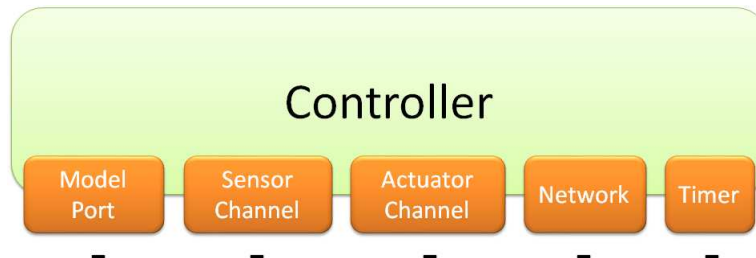 Controller
Model
Port
Sensor
Channel
Actuator
Channel
Network
Timer